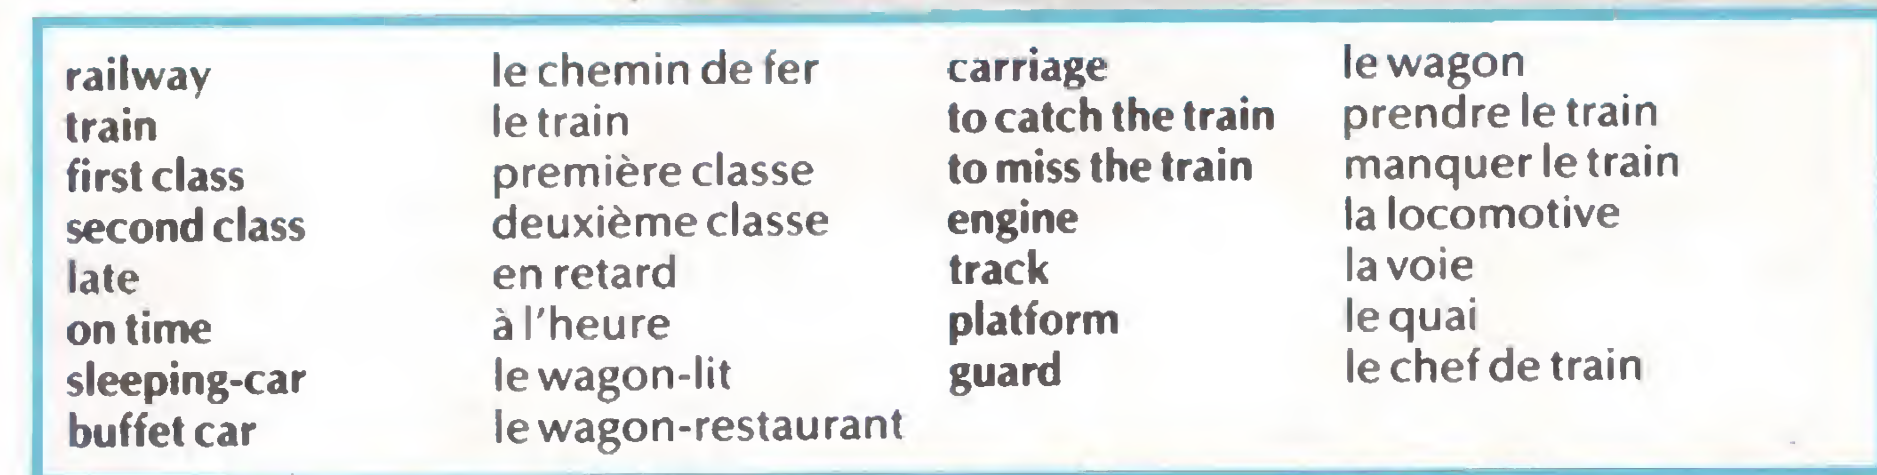 railway le chemin de fer
train le train
first class première classe
second class deuxième classe
late en retard
on time à l'heure
sleeping-car le wagon-lit
buffet car le wagon-restaurant
carriage le wagon
to catch the train prendre le train
to miss the train manquer le train
engine la locomotive
track la voie
platform le quai
guard le chef de train